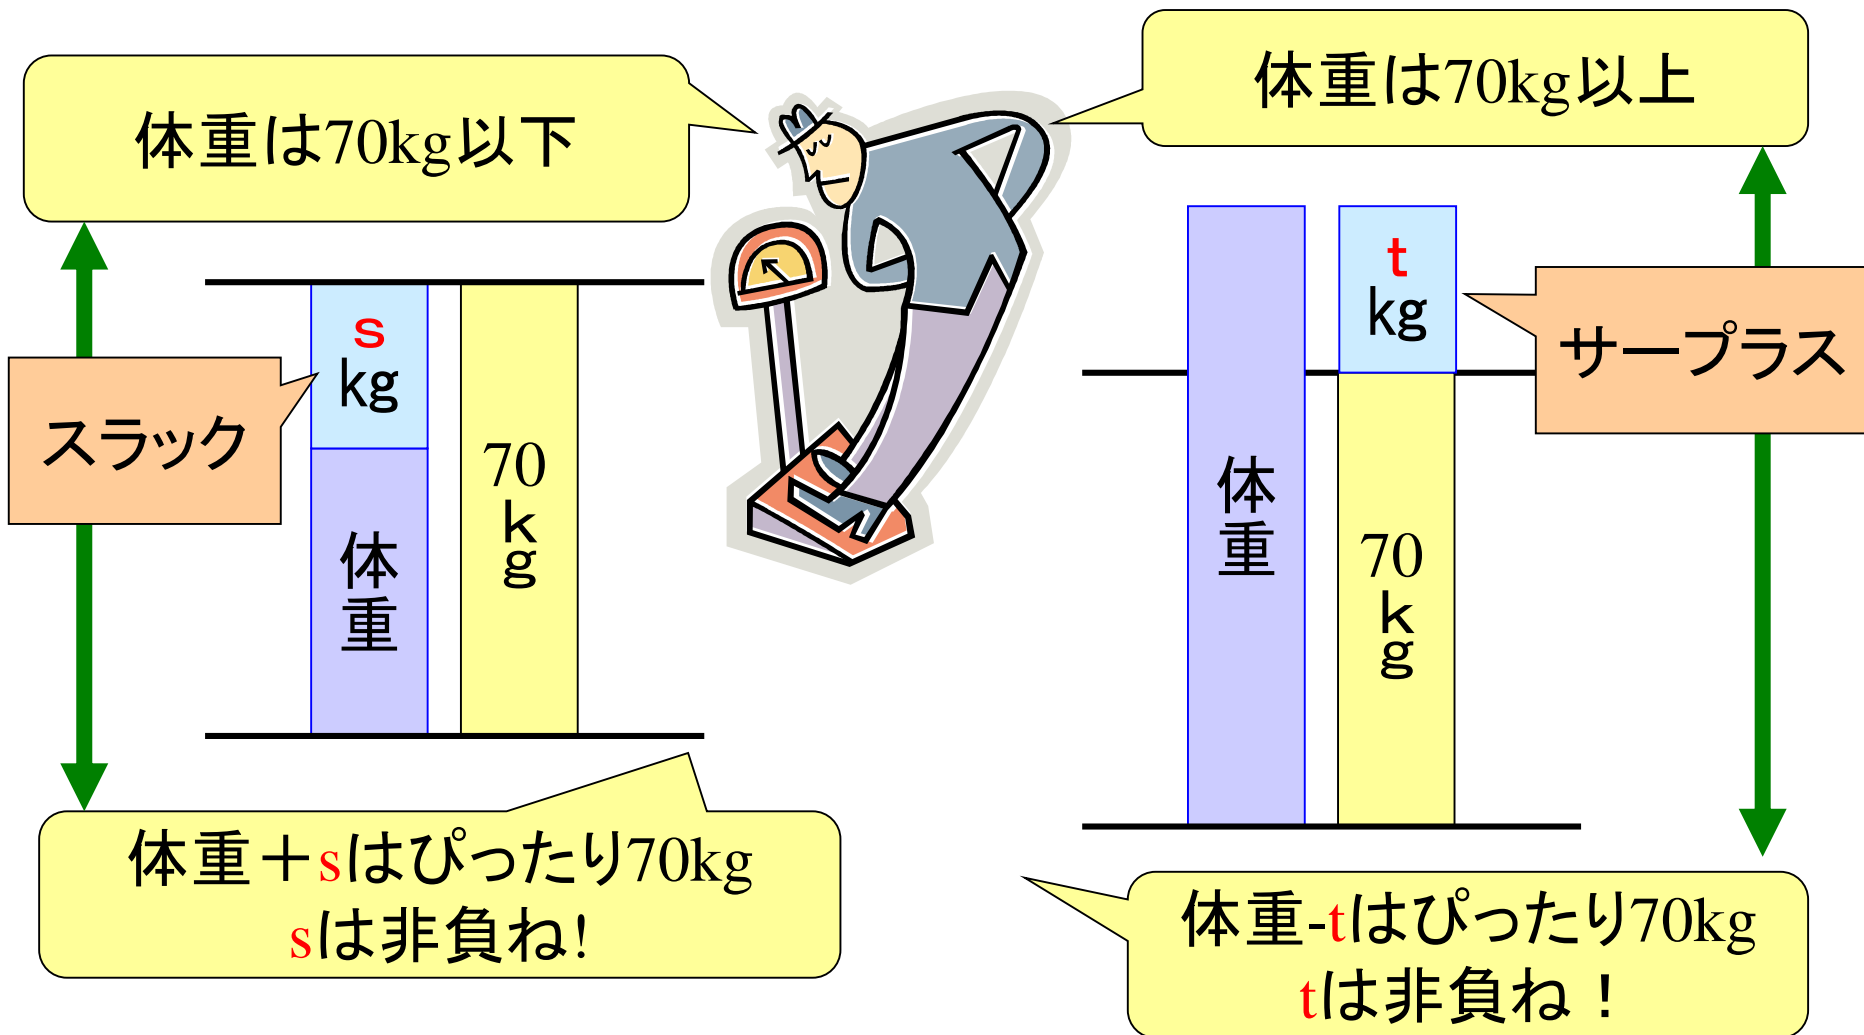 体重は70kg以下
体重は70kg以上
s
kg
スラック
70
k
g
体
重
体重＋sはぴったり70kg
sは非負ね!
t
kg
サープラス
体
重
70
k
g
体重-tはぴったり70kg
tは非負ね！